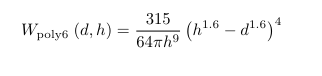 W_poly6 (d, h) = 315 / 64πh^9 (h^1.6 − d^1.6)^4